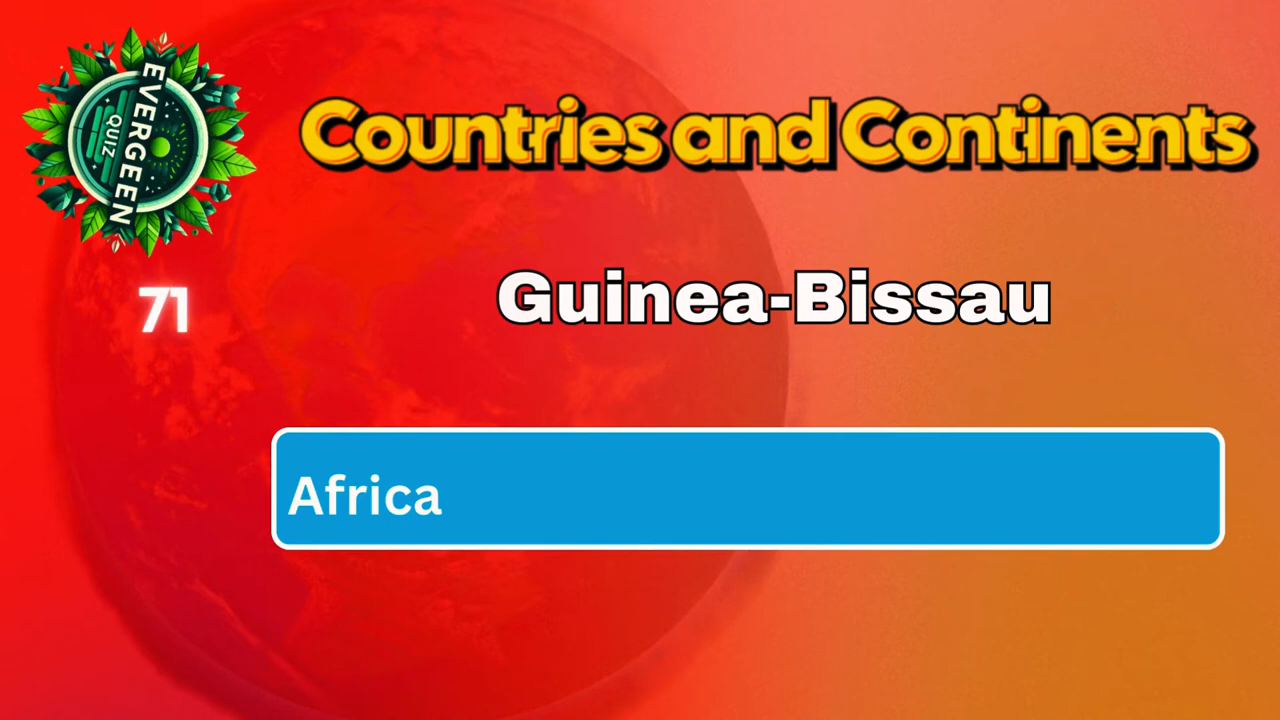 EVERGEEN
QUIZ
Countries and Continents
71
Guinea-Bissau
Africa